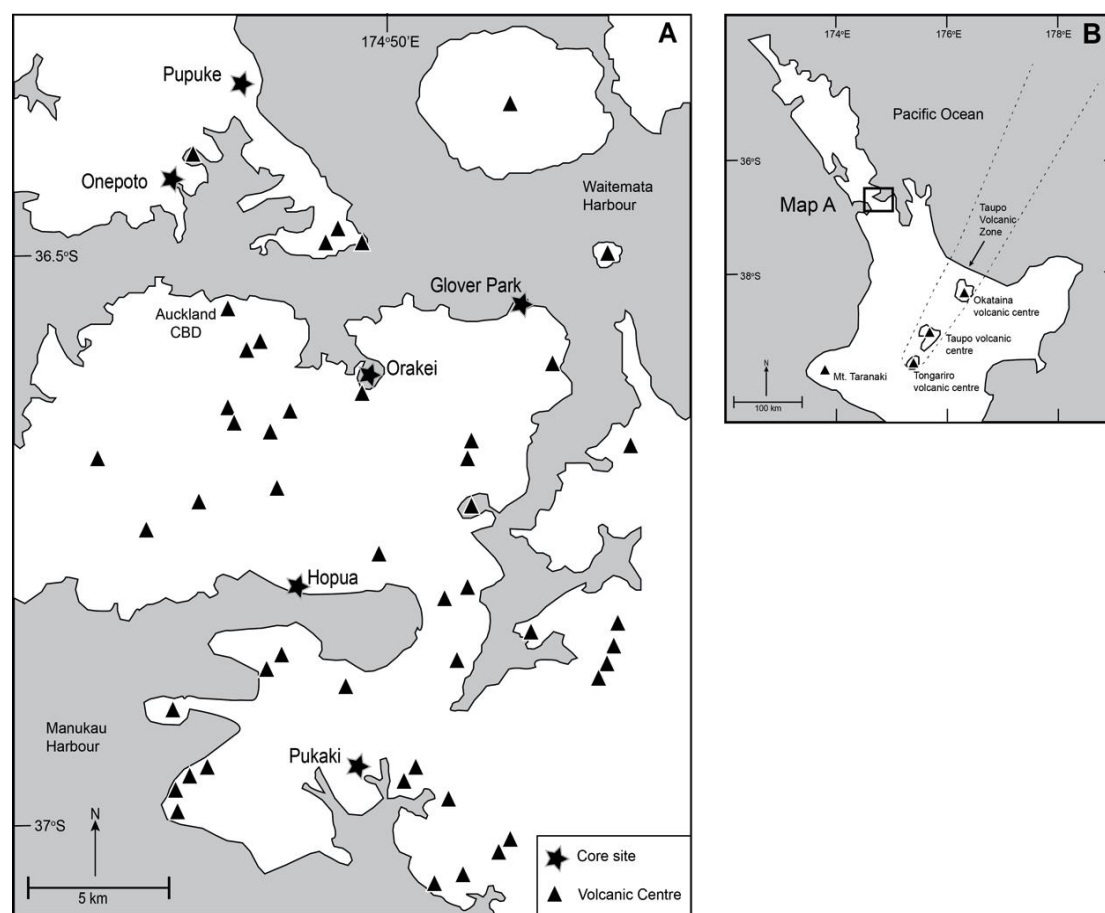 A
174°50'E
Pupuke
Onepoto
Waitemata
Harbour
36.5°S
Glover Park
Auckland
CBD
Orakei
Hopua
Manukau
Harbour
Pukaki
37°S
N
5 km
Core site
Volcanic Centre
B
174°E
176°E
178°E
Pacific Ocean
36°S
Map A
Taupo
Volcanic
Zone
38°S
Okataina
volcanic centre
Taupo volcanic
centre
Mt. Taranaki
Tongariro
volcanic centre
N
100 km